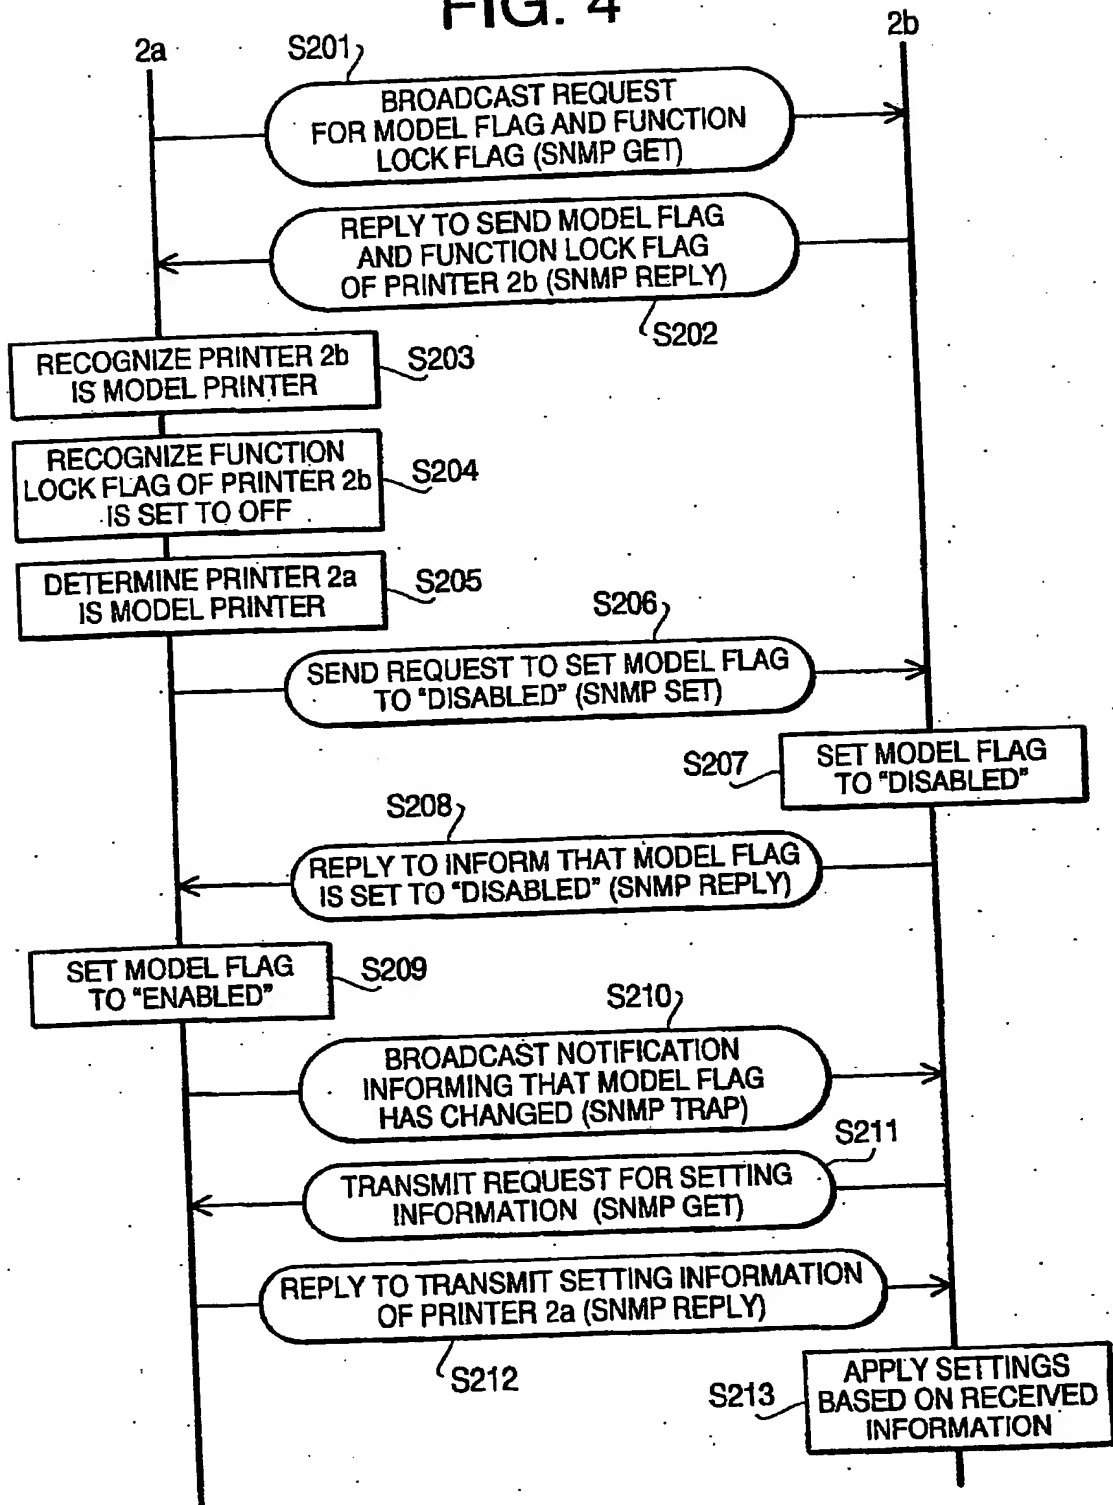 FIG. 4
2a
2b
S201
BROADCAST REQUEST
FOR MODEL FLAG AND FUNCTION
LOCK FLAG (SNMP GET)
REPLY TO SEND MODEL FLAG
AND FUNCTION LOCK FLAG
OF PRINTER 2b (SNMP REPLY)
S202
RECOGNIZE PRINTER 2b
IS MODEL PRINTER
S203
RECOGNIZE FUNCTION
LOCK FLAG OF PRINTER 2b
IS SET TO OFF
S204
DETERMINE PRINTER 2a
IS MODEL PRINTER
S205
S206
SEND REQUEST TO SET MODEL FLAG
TO "DISABLED" (SNMP SET)
S207
SET MODEL FLAG
TO "DISABLED"
S208
REPLY TO INFORM THAT MODEL FLAG
IS SET TO "DISABLED" (SNMP REPLY)
SET MODEL FLAG
TO "ENABLED"
S209
S210
BROADCAST NOTIFICATION
INFORMING THAT MODEL FLAG
HAS CHANGED (SNMP TRAP)
S211
TRANSMIT REQUEST FOR SETTING
INFORMATION (SNMP GET)
REPLY TO TRANSMIT SETTING INFORMATION
OF PRINTER 2a (SNMP REPLY)
S212
S213
APPLY SETTINGS
BASED ON RECEIVED
INFORMATION